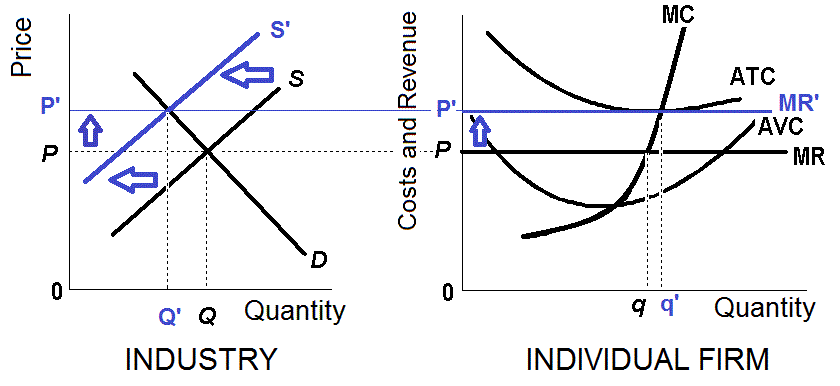 Price
S'
S
P'
P
D
0
Q'
Q
Quantity
INDUSTRY
Costs and Revenue
MC
ATC
P'
MR'
AVC
P
MR
0
q
q'
Quantity
INDIVIDUAL FIRM